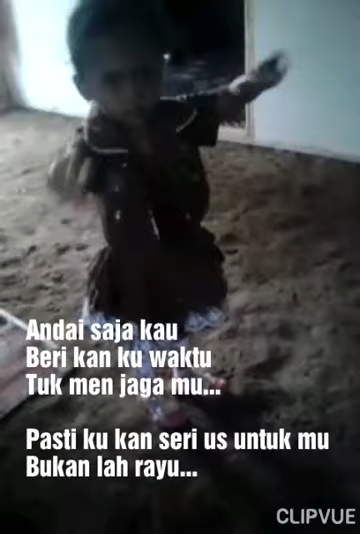 Andai saja kau
Beri kan ku waktu
Tuk men jaga mu...
Pasti ku kan seri us untuk mu
Bukan lah rayu...
CLIPVUE